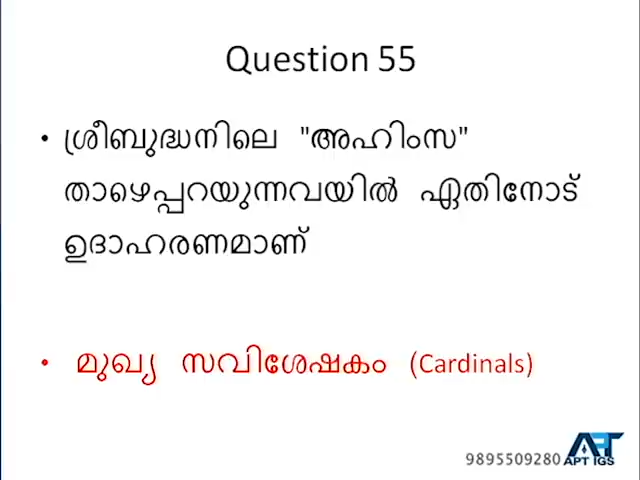 Question 55
• ശ്രീബുദ്ധനിലെ "അഹിംസ"
താഴെപ്പറയുന്നവയിൽ ഏതിനോട്
ഉദാഹരണമാണ്
• മുഖ്യ സവിശേഷകം (Cardinals)
9895509280 APT IGS